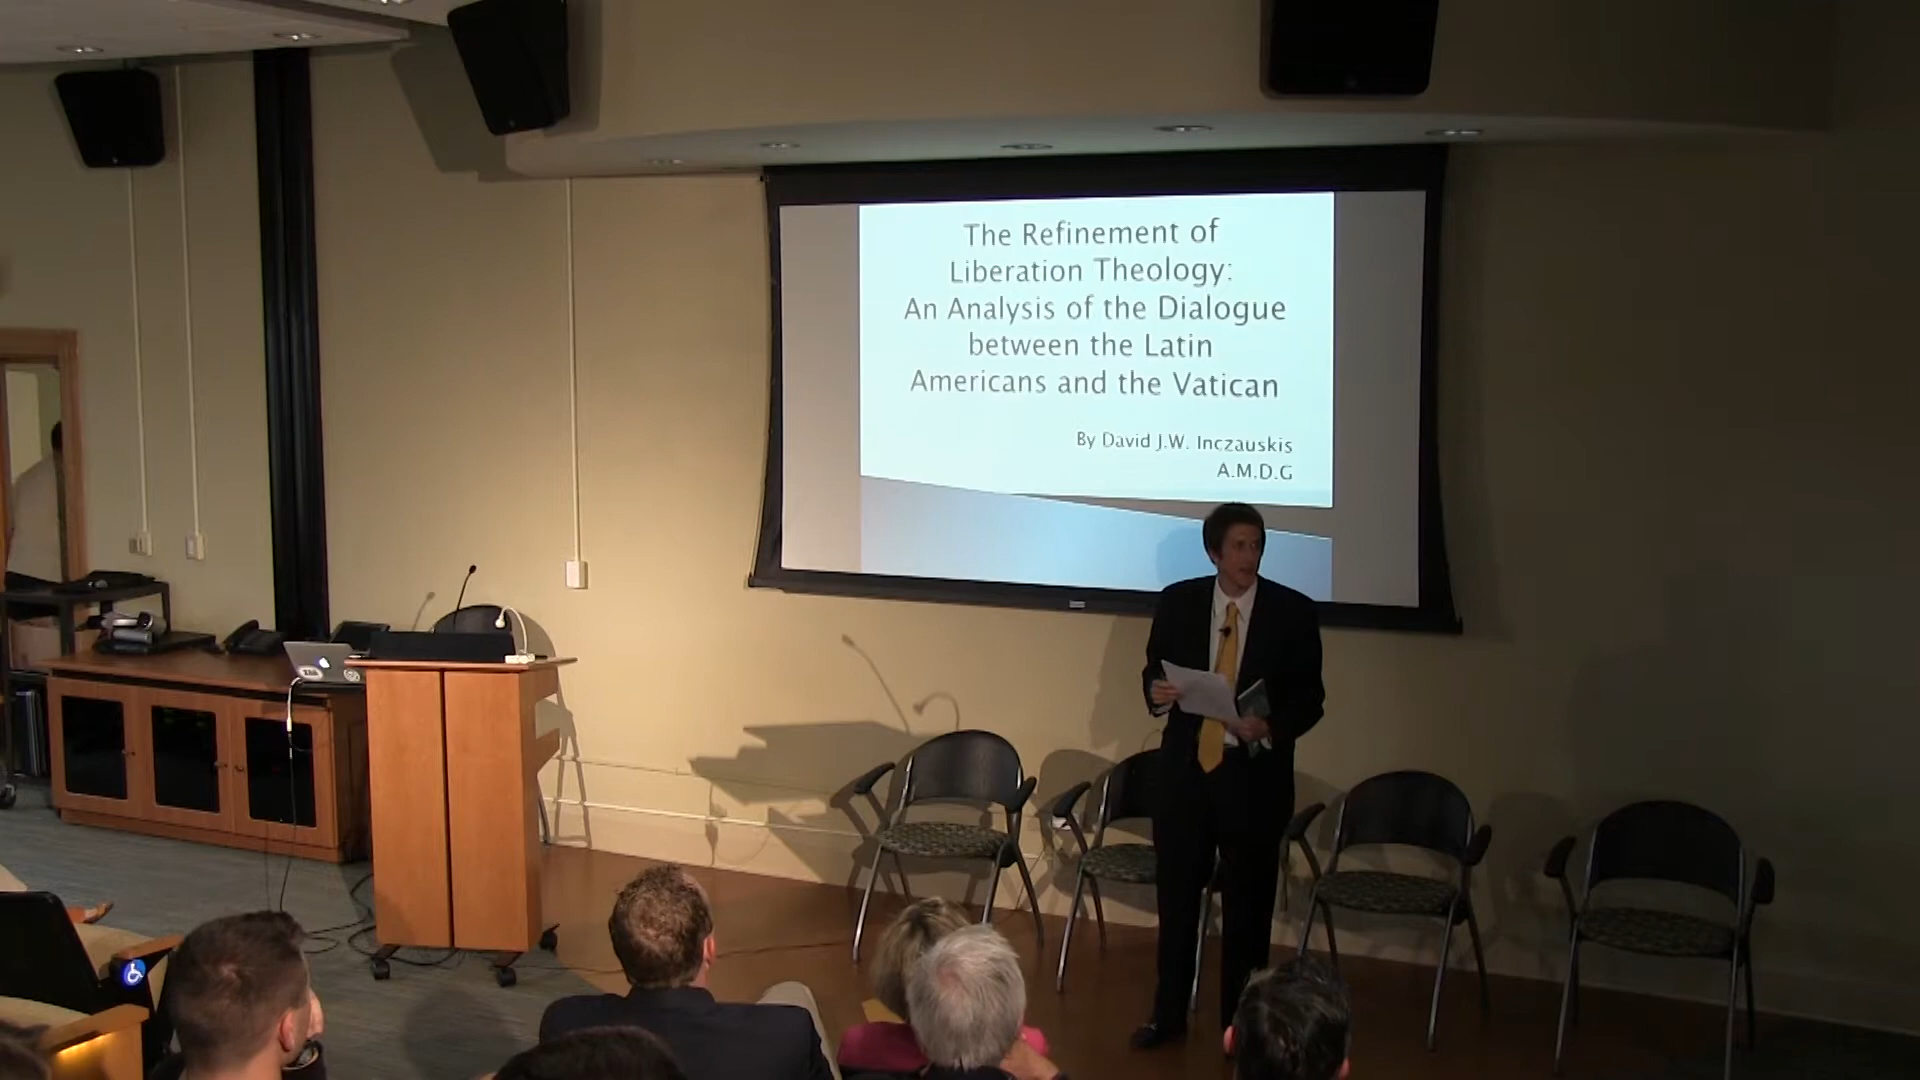 The Refinement of
Liberation Theology:
An Analysis of the Dialogue
between the Latin
Americans and the Vatican
By David J.W. Inczauskis
A.M.D.G